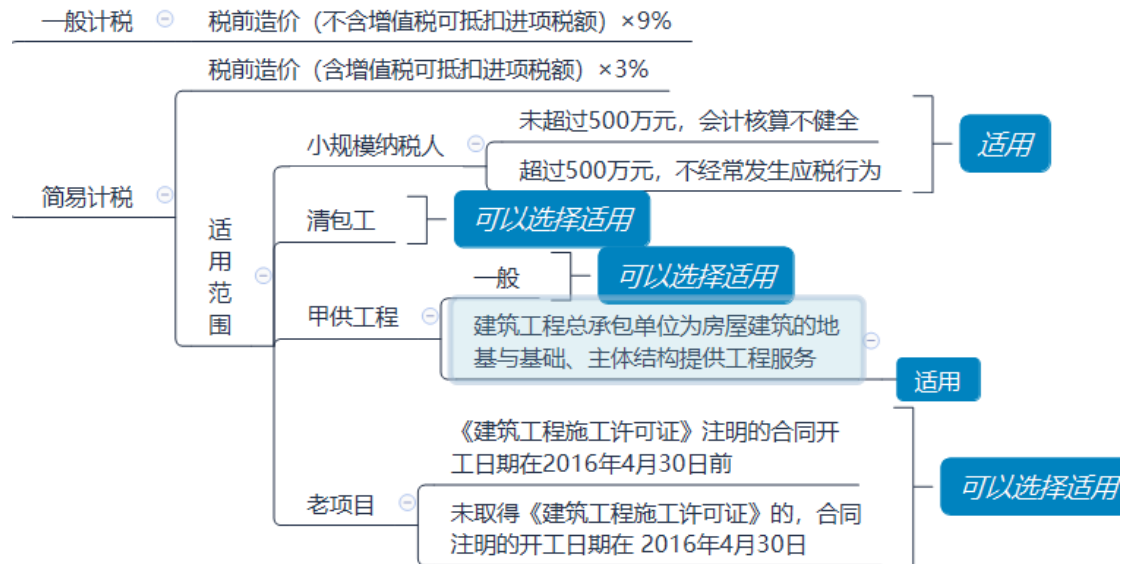 一般计税
税前造价（不含增值税可抵扣进项税额）×9%
税前造价（含增值税可抵扣进项税额）×3%
简易计税
适
用
范
围
小规模纳税人
未超过500万元，会计核算不健全
超过500万元，不经常发生应税行为
适用
清包工
可以选择适用
甲供工程
一般
可以选择适用
建筑工程总承包单位为房屋建筑的地
基与基础、主体结构提供工程服务
适用
老项目
《建筑工程施工许可证》注明的合同开
工日期在2016年4月30日前
未取得《建筑工程施工许可证》的，合同
注明的开工日期在 2016年4月30日
可以选择适用